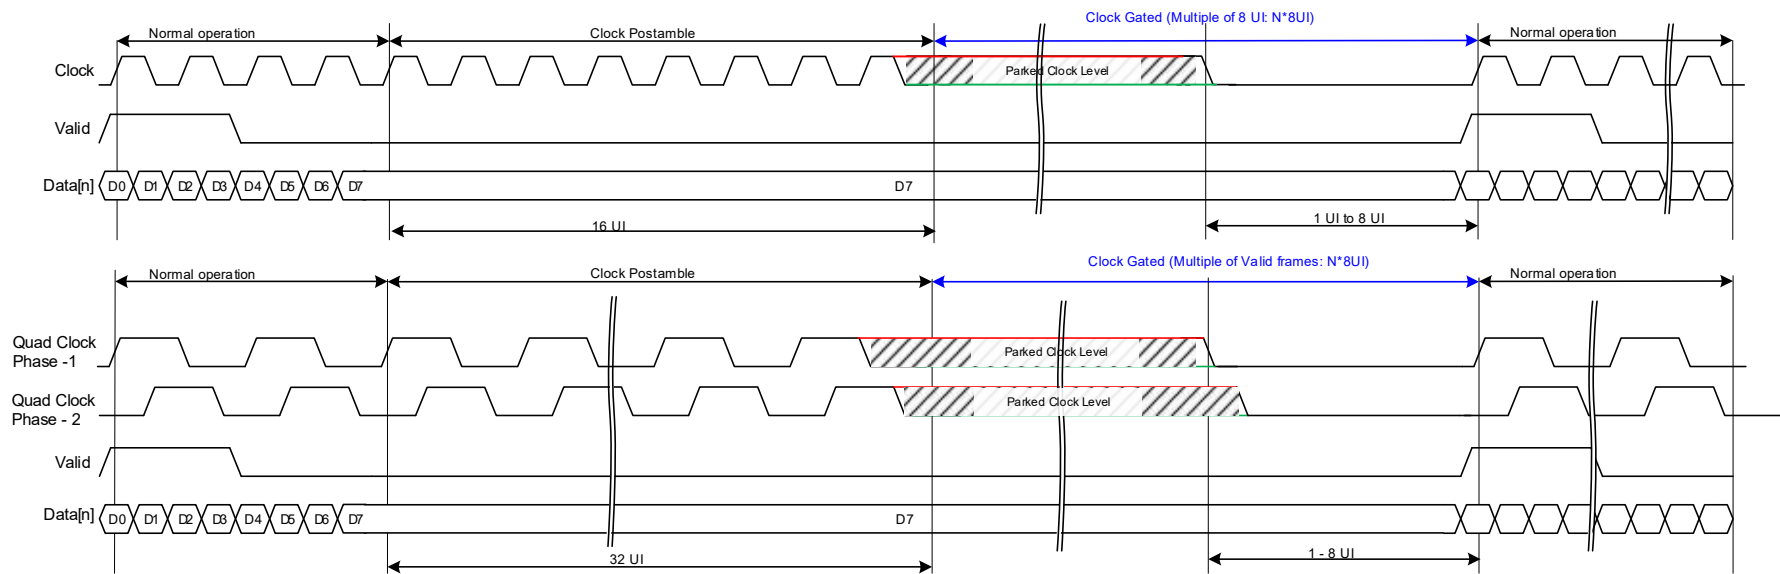 Clock Gated (Multiple of 8 UI: N*8UI)
Normal operation
Clock Postamble
Normal operation
Clock
Parked Clock Level
Valid
Data[n]
D0 D1 D2 D3 D4 D5 D6 D7
D7
16 UI
1 UI to 8 UI
Clock Gated (Multiple of Valid frames: N*8UI)
Normal operation
Clock Postamble
Normal operation
Quad Clock
Phase -1
Parked Clock Level
Quad Clock
Phase - 2
Parked Clock Level
Valid
Data[n]
D0 D1 D2 D3 D4 D5 D6 D7
D7
32 UI
1 - 8 UI